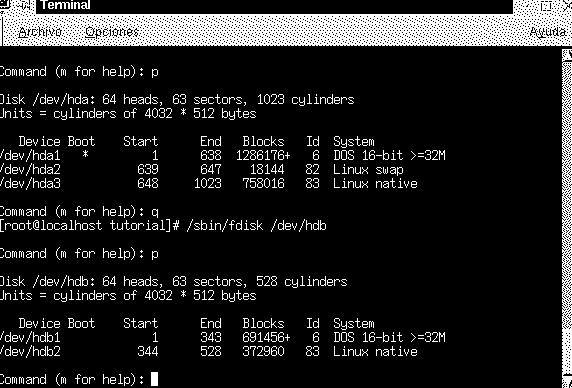 Terminal
Archivo Opciones Ayuda
Command (m for help): p
Disk /dev/hda: 64 heads, 63 sectors, 1023 cylinders
Units = cylinders of 4032 * 512 bytes
Device Boot Start End Blocks Id System
/dev/hda1 * 1 638 1286176+ 6 DOS 16-bit >=32M
/dev/hda2 639 647 18144 82 Linux swap
/dev/hda3 648 1023 758016 83 Linux native
Command (m for help): q
[root@localhost tutorial]# /sbin/fdisk /dev/hdb
Command (m for help): p
Disk /dev/hdb: 64 heads, 63 sectors, 528 cylinders
Units = cylinders of 4032 * 512 bytes
Device Boot Start End Blocks Id System
/dev/hdb1 1 343 691456+ 6 DOS 16-bit >=32M
/dev/hdb2 344 528 372960 83 Linux native
Command (m for help):